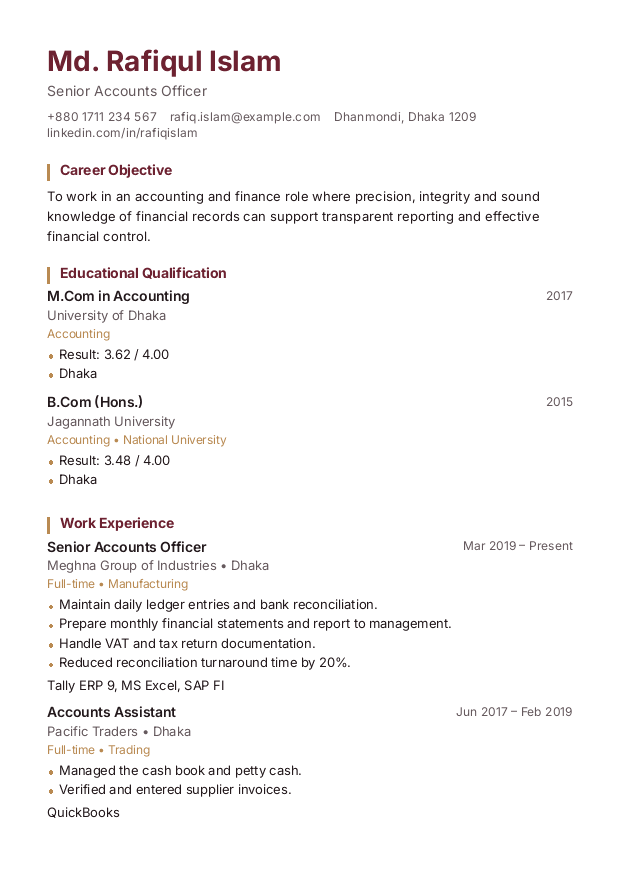 Md. Rafiqul Islam
Senior Accounts Officer
+880 1711 234 567 rafiq.islam@example.com Dhanmondi, Dhaka 1209
linkedin.com/in/rafiqislam
Career Objective
To work in an accounting and finance role where precision, integrity and sound
knowledge of financial records can support transparent reporting and effective
financial control.
Educational Qualification
M.Com in Accounting 2017
University of Dhaka
Accounting
• Result: 3.62 / 4.00
• Dhaka
B.Com (Hons.) 2015
Jagannath University
Accounting • National University
• Result: 3.48 / 4.00
• Dhaka
Work Experience
Senior Accounts Officer Mar 2019 – Present
Meghna Group of Industries • Dhaka
Full-time • Manufacturing
• Maintain daily ledger entries and bank reconciliation.
• Prepare monthly financial statements and report to management.
• Handle VAT and tax return documentation.
• Reduced reconciliation turnaround time by 20%.
Tally ERP 9, MS Excel, SAP FI
Accounts Assistant Jun 2017 – Feb 2019
Pacific Traders • Dhaka
Full-time • Trading
• Managed the cash book and petty cash.
• Verified and entered supplier invoices.
QuickBooks